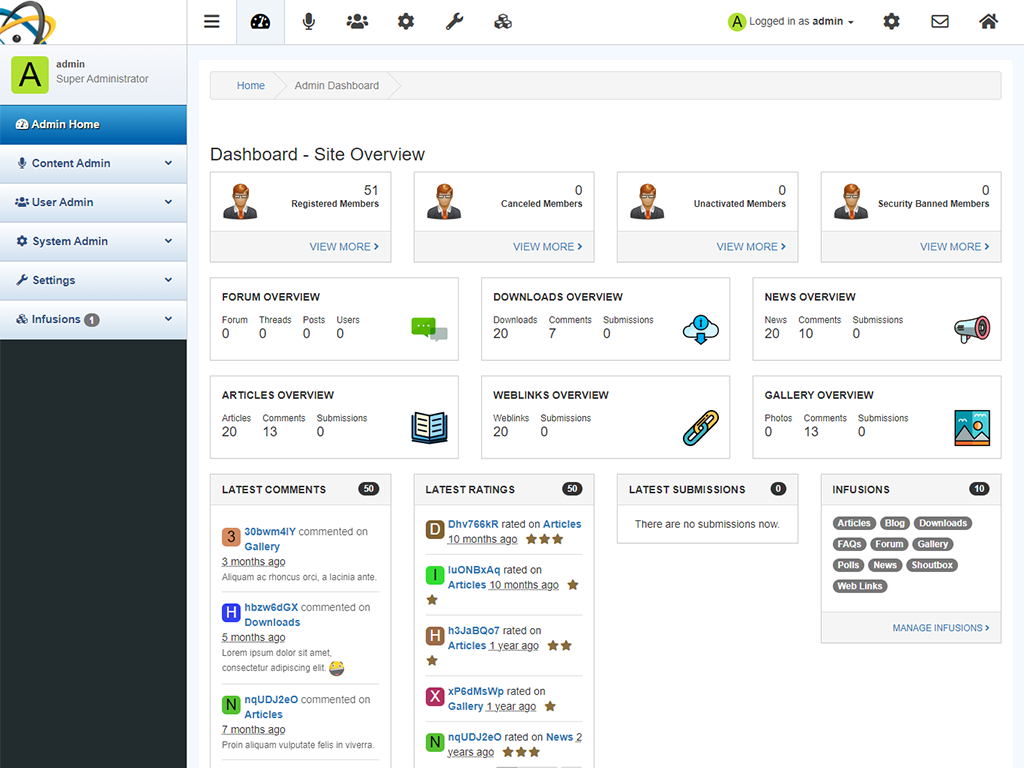 A Logged in as admin
A
admin
Super Administrator
Admin Home
Content Admin
User Admin
System Admin
Settings
Infusions 1
Home Admin Dashboard
Dashboard - Site Overview
51
Registered Members
VIEW MORE
0
Canceled Members
VIEW MORE
0
Unactivated Members
VIEW MORE
0
Security Banned Members
VIEW MORE
FORUM OVERVIEW
Forum Threads Posts Users
0 0 0 0
DOWNLOADS OVERVIEW
Downloads Comments Submissions
20 7 0
NEWS OVERVIEW
News Comments Submissions
20 10 0
ARTICLES OVERVIEW
Articles Comments Submissions
20 13 0
WEBLINKS OVERVIEW
Weblinks Submissions
20 0
GALLERY OVERVIEW
Photos Comments Submissions
0 13 0
LATEST COMMENTS 50
3 30bwm4IY commented on
Gallery
3 months ago
Aliquam ac rhoncus orci, a lacinia ante.
H hbzw6dGX commented on
Downloads
5 months ago
Lorem ipsum dolor sit amet,
consectetur adipiscing elit.
N nqUDJ2eO commented on
Articles
7 months ago
Proin aliquam vulputate felis in viverra.
LATEST RATINGS 50
D Dhv766kR rated on Articles
10 months ago
I IuONBxAq rated on
Articles 10 months ago
H h3JaBQo7 rated on
Articles 1 year ago
X xP6dMsWp rated on
Gallery 1 year ago
N nqUDJ2eO rated on News 2
years ago
LATEST SUBMISSIONS 0
There are no submissions now.
INFUSIONS 10
Articles Blog Downloads
FAQs Forum Gallery
Polls News Shoutbox
Web Links
MANAGE INFUSIONS